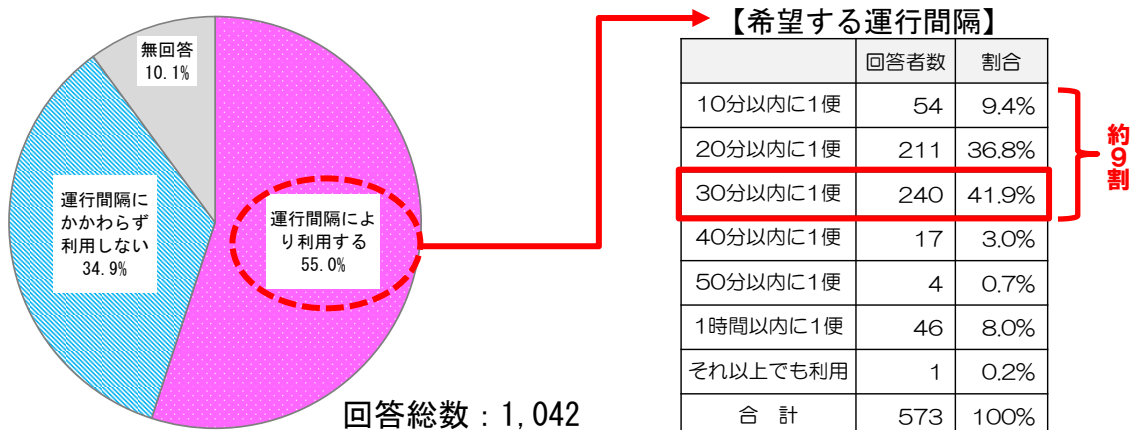 無回答
10.1%
運行間隔に
かかわらず
利用しない
34.9%
運行間隔によ
り利用する
55.0%
回答総数：1,042
【希望する運行間隔】
回答者数 割合
10分以内に1便 54 9.4%
20分以内に1便 211 36.8%
30分以内に1便 240 41.9%
40分以内に1便 17 3.0%
50分以内に1便 4 0.7%
1時間以内に1便 46 8.0%
それ以上でも利用 1 0.2%
合 計 573 100%
約9割